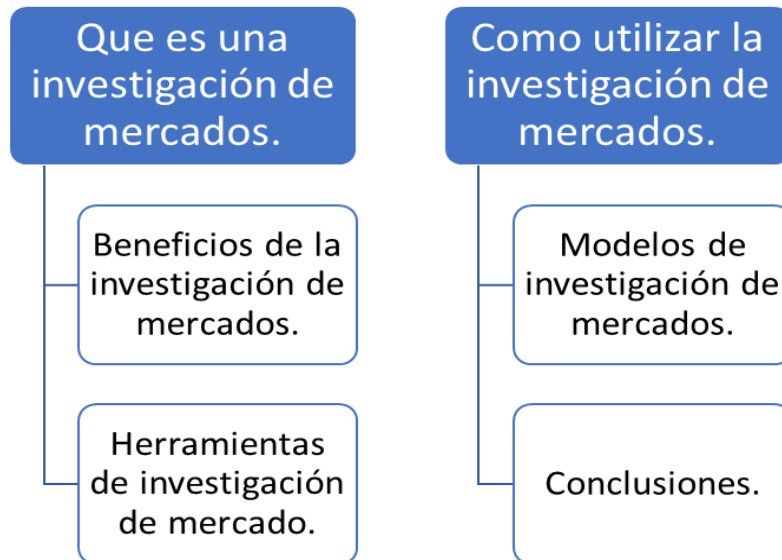 Que es una
investigación de
mercados.
Beneficios de la
investigación de
mercados.
Herramientas
de investigación
de mercado.
Como utilizar la
investigación de
mercados.
Modelos de
investigación de
mercados.
Conclusiones.